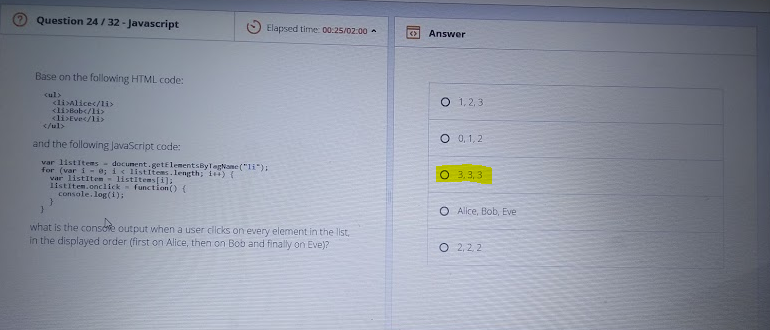 Question 24 / 32 - Javascript
Elapsed time: 00:25/02:00
Base on the following HTML code:
<ul>
<li>Alice</li>
<li>Bob</li>
<li>Eve</li>
</ul>
and the following JavaScript code:
var listItems = document.getElementsByTagName("li");
for (var i = 0; i < listItems.length; i++) {
var listItem = listItems[i];
listItem.onclick = function() {
console.log(i);
}
}
what is the console output when a user clicks on every element in the list,
in the displayed order (first on Alice, then on Bob and finally on Eve)?
Answer
1, 2, 3
0, 1, 2
3, 3, 3
Alice, Bob, Eve
2, 2, 2